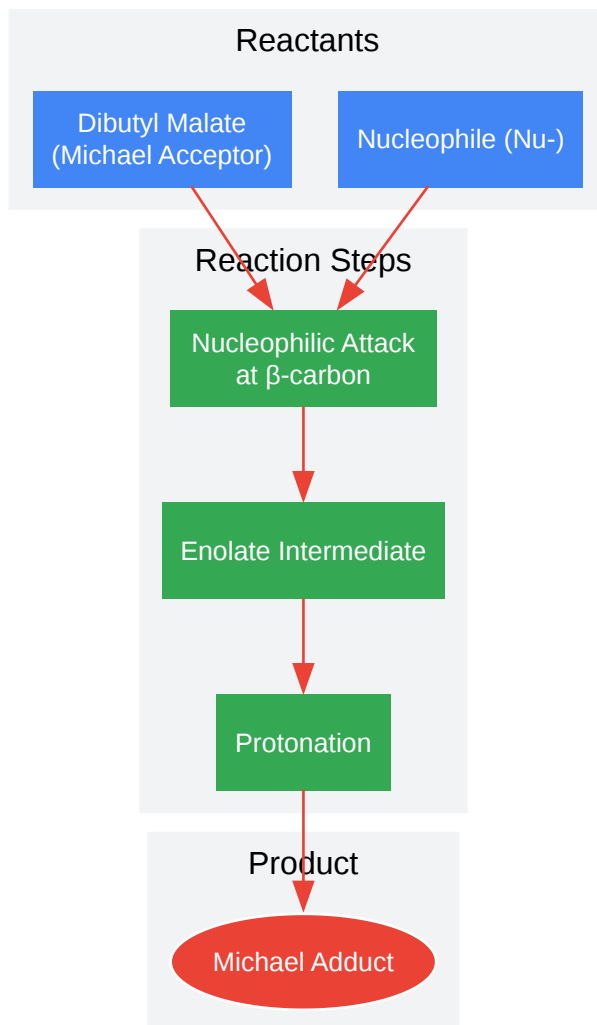 Reactants
Dibutyl Malate
(Michael Acceptor)
Nucleophile (Nu-)
Reaction Steps
Nucleophilic Attack
at β-carbon
Enolate Intermediate
Protonation
Product
Michael Adduct